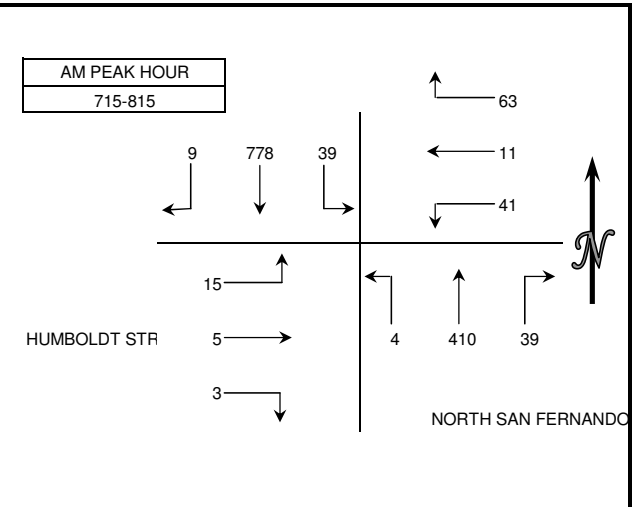 AM PEAK HOUR
715-815
63
9 778 39
11
41
15
HUMBOLDT STR
5
4 410 39
3
NORTH SAN FERNANDO
N